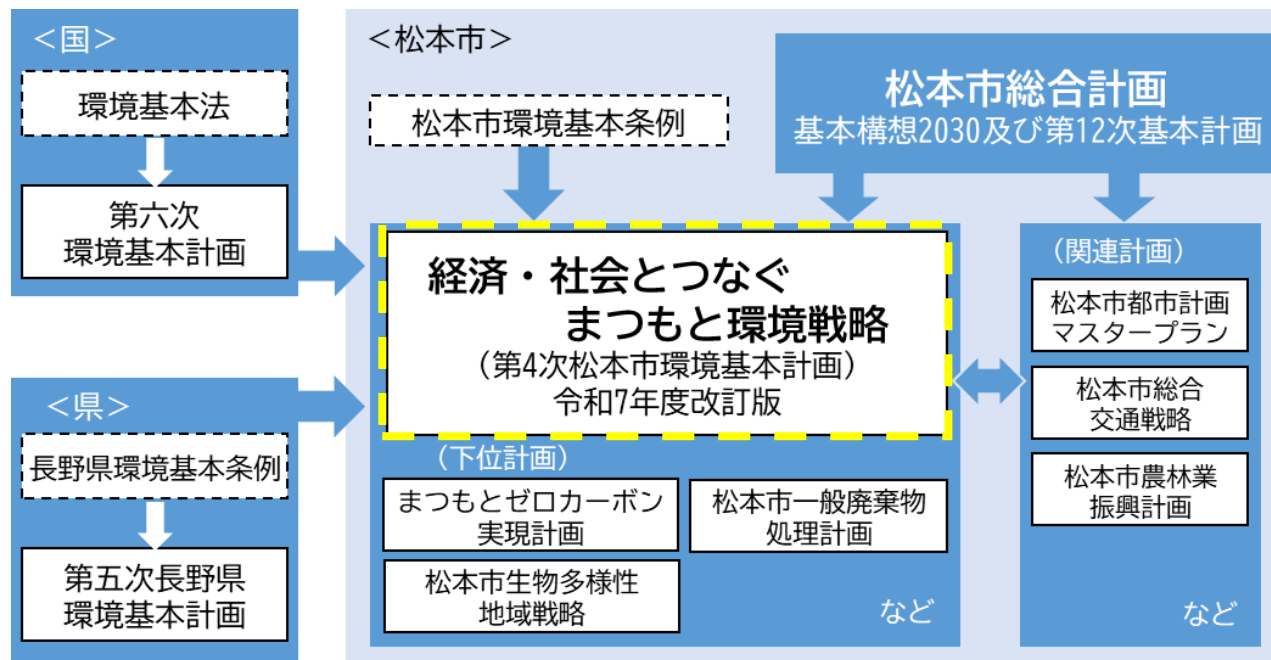 ＜国＞
環境基本法
第六次
環境基本計画
＜県＞
長野県環境基本条例
第五次長野県
環境基本計画
＜松本市＞
松本市環境基本条例
松本市総合計画
基本構想2030及び第12次基本計画
経済・社会とつなぐ
まつもと環境戦略
（第4次松本市環境基本計画）
令和7年度改訂版
（下位計画）
まつもとゼロカーボン
実現計画
松本市一般廃棄物
処理計画
松本市生物多様性
地域戦略
など
（関連計画）
松本市都市計画
マスタープラン
松本市総合
交通戦略
松本市農林業
振興計画
など